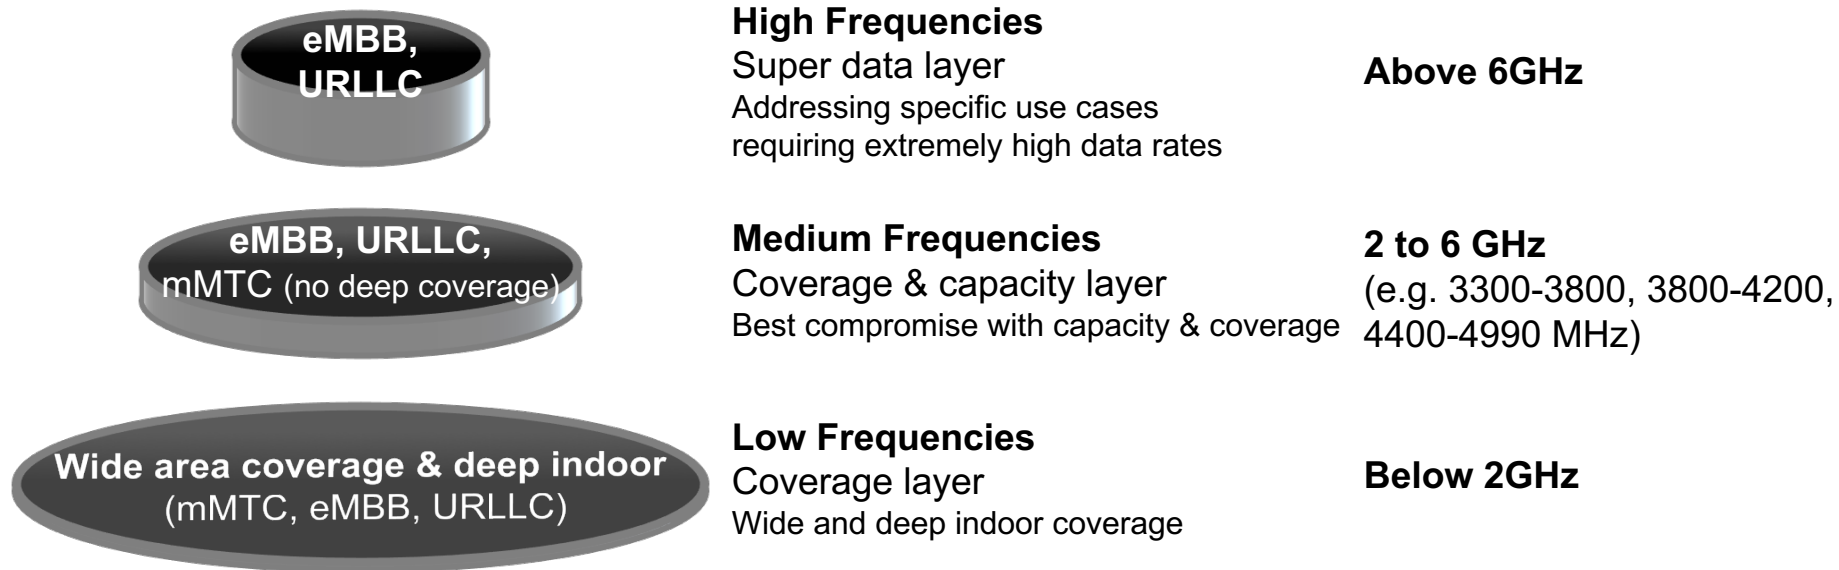 eMBB,
URLLC
High Frequencies
Super data layer
Addressing specific use cases
requiring extremely high data rates
Above 6GHz
eMBB, URLLC,
mMTC (no deep coverage)
Medium Frequencies
Coverage & capacity layer
Best compromise with capacity & coverage
2 to 6 GHz
(e.g. 3300-3800, 3800-4200,
4400-4990 MHz)
Wide area coverage & deep indoor
(mMTC, eMBB, URLLC)
Low Frequencies
Coverage layer
Wide and deep indoor coverage
Below 2GHz